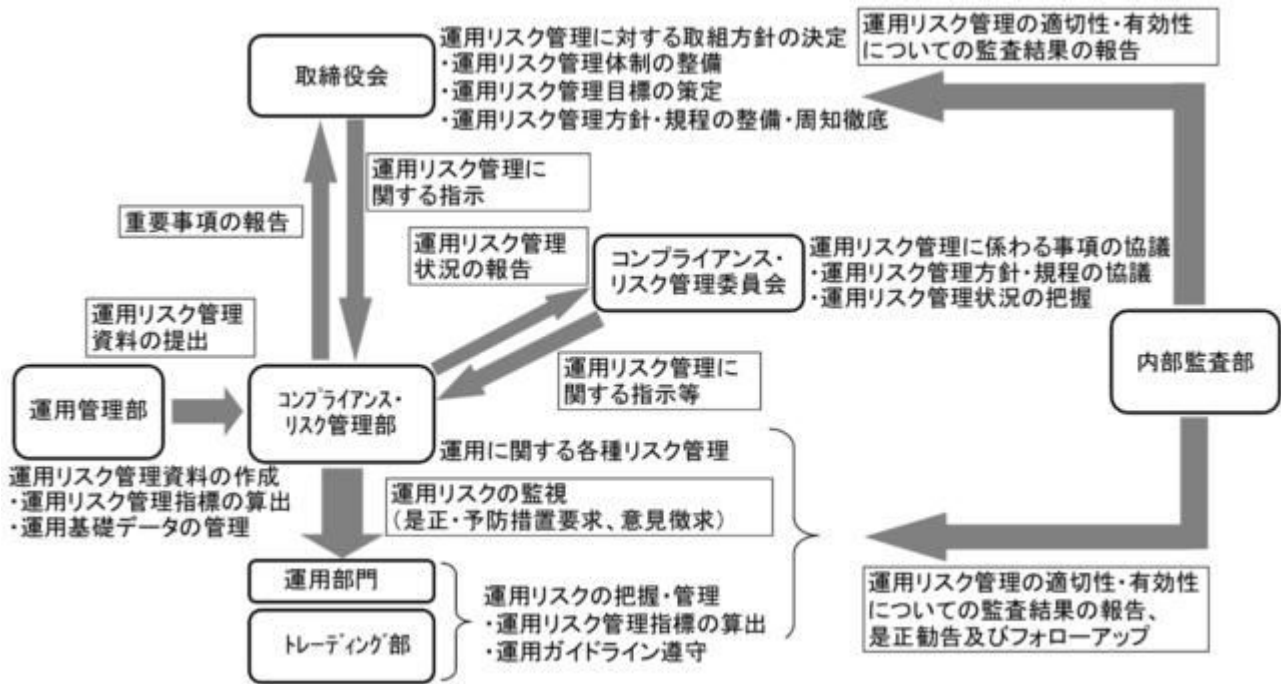 運用リスク管理に対する取組方針の決定
・運用リスク管理体制の整備
・運用リスク管理目標の策定
・運用リスク管理方針・規程の整備・周知徹底
取締役会
運用リスク管理の適切性・有効性
についての監査結果の報告
運用リスク管理に
関する指示
重要事項の報告
運用リスク管理
状況の報告
コンプライアンス・
リスク管理委員会
運用リスク管理に係わる事項の協議
・運用リスク管理方針・規程の協議
・運用リスク管理状況の把握
運用リスク管理
資料の提出
運用リスク管理に
関する指示等
内部監査部
運用管理部
コンプライアンス・
リスク管理部
運用に関する各種リスク管理
運用リスク管理資料の作成
・運用リスク管理指標の算出
・運用基礎データの管理
運用リスクの監視
(是正・予防措置要求、意見徴求)
運用部門
トレーディング部
運用リスクの把握・管理
・運用リスク管理指標の算出
・運用ガイドライン遵守
運用リスク管理の適切性・有効性
についての監査結果の報告、
是正勧告及びフォローアップ